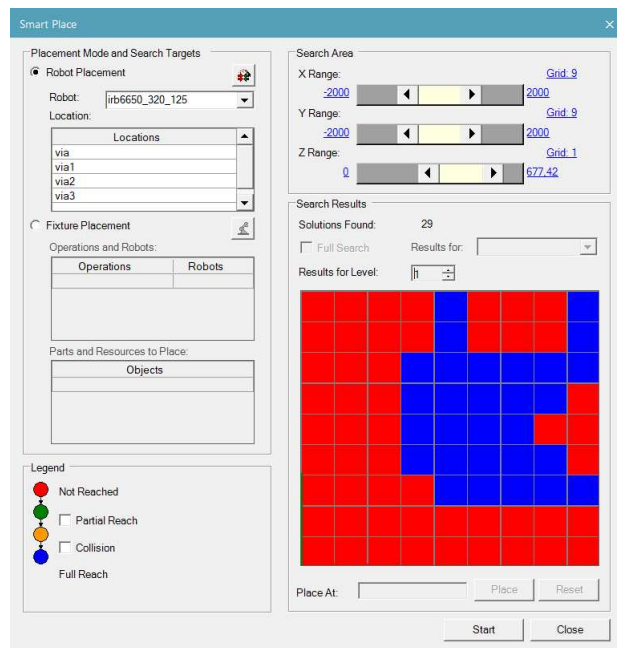 Smart Place
Placement Mode and Search Targets
Robot Placement
Robot: irb6650_320_125
Location:
Locations
via
via1
via2
via3
Fixture Placement
Operations and Robots:
Operations Robots
Parts and Resources to Place:
Objects
Legend
Not Reached
Partial Reach
Collision
Full Reach
Search Area
X Range: Grid: 9
-2000 2000
Y Range: Grid: 9
-2000 2000
Z Range: Grid: 1
0 677.42
Search Results
Solutions Found: 29
Full Search Results for:
Results for Level: 1
Place At: Place Reset
Start Close